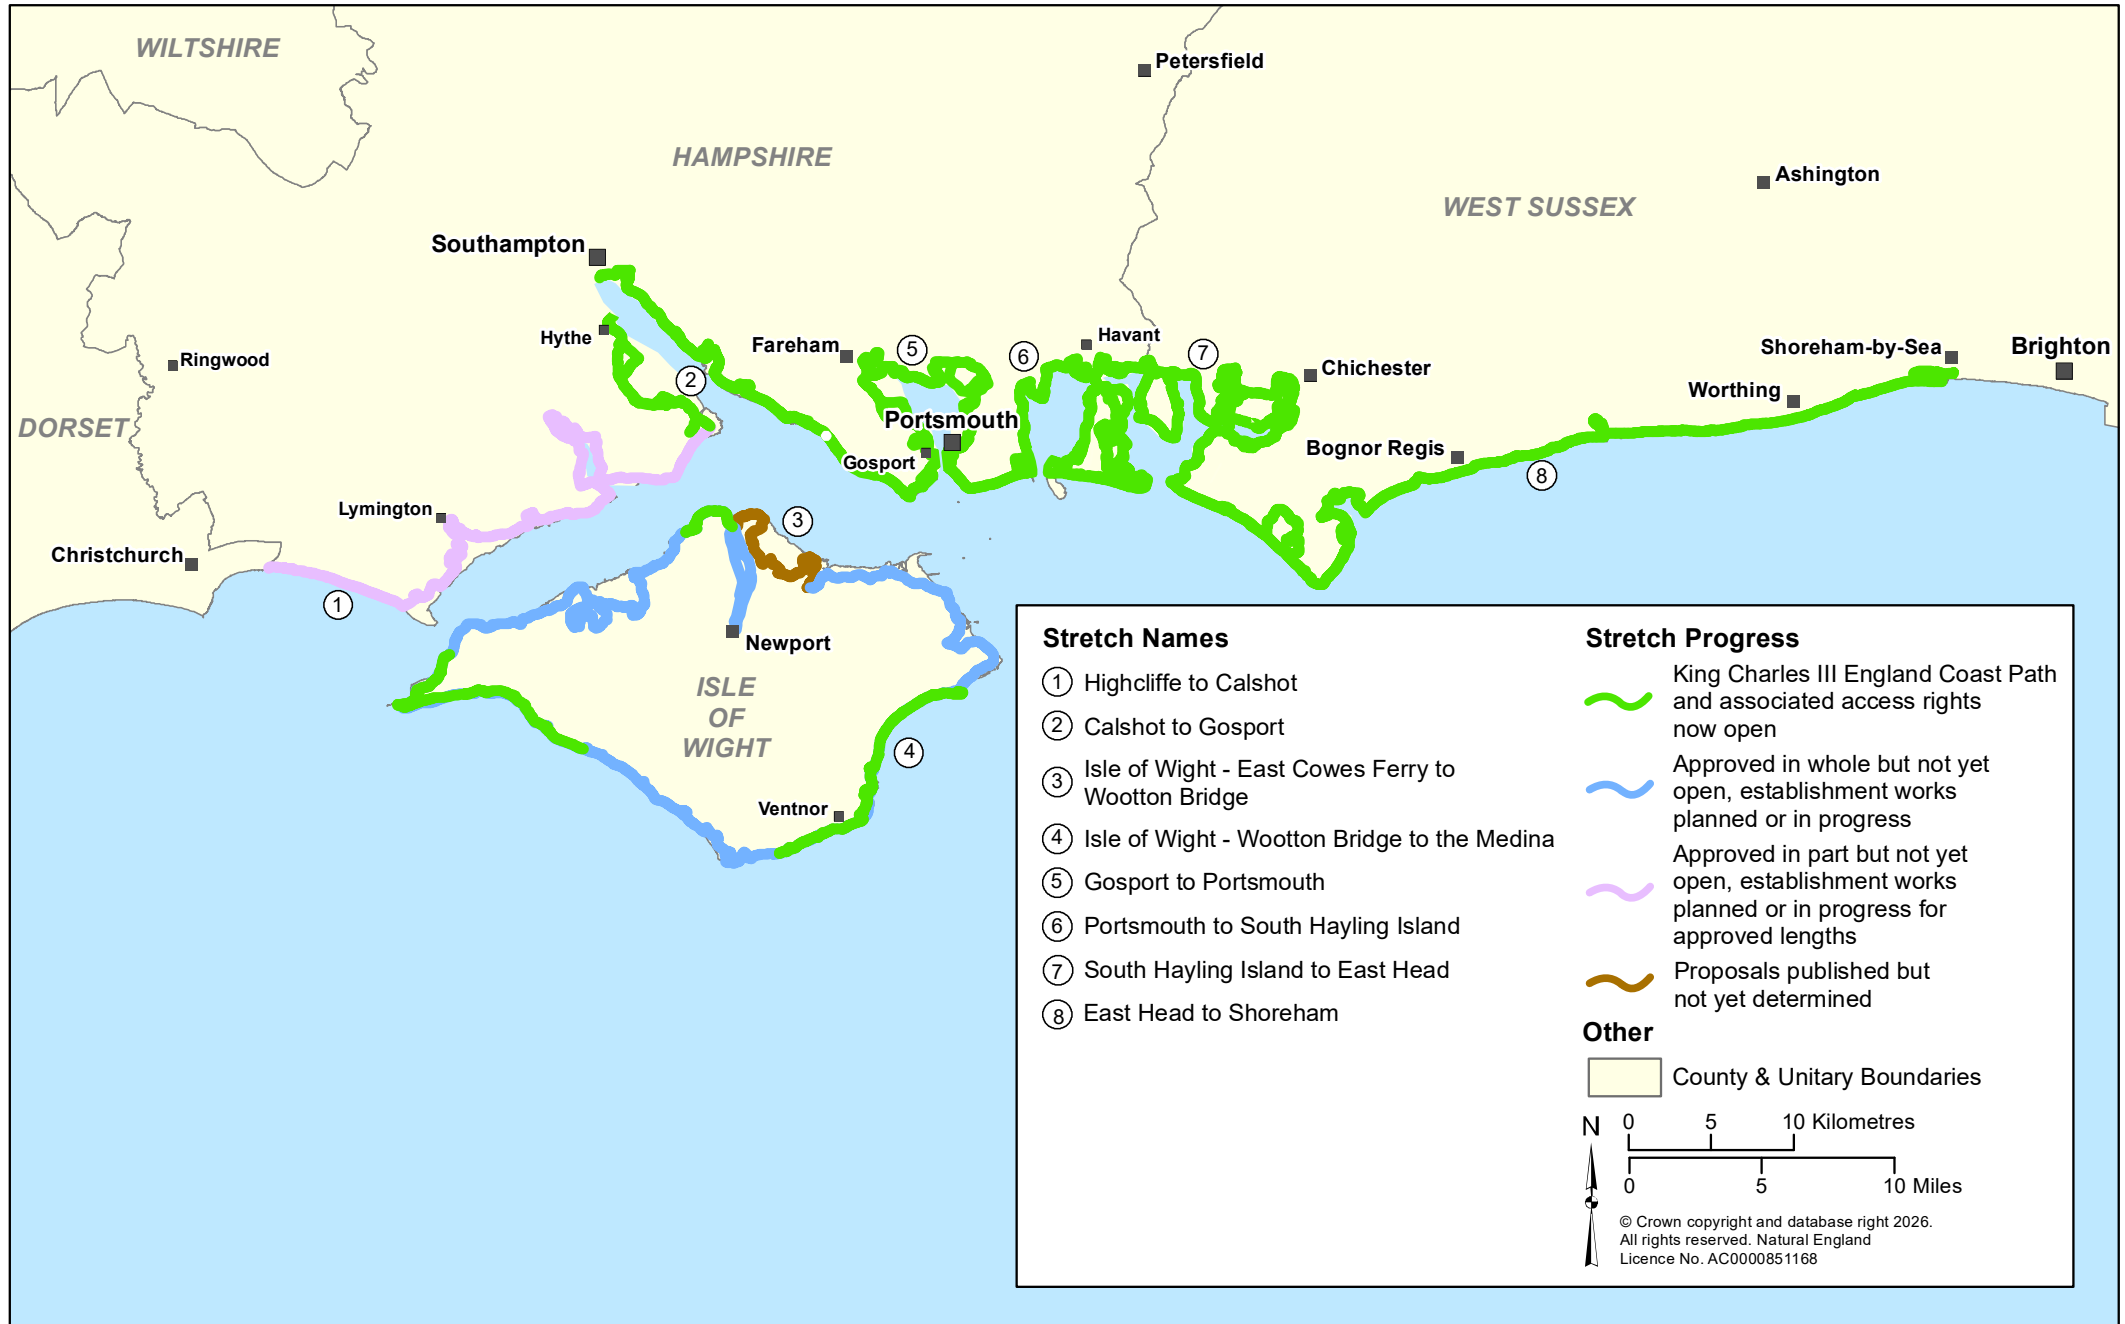 WILTSHIRE
Petersfield
HAMPSHIRE
Ashington
WEST SUSSEX
Southampton
Hythe
Fareham
5
6
Havant
7
Chichester
Shoreham-by-Sea
Brighton
Ringwood
2
Worthing
DORSET
Portsmouth
Gosport
Bognor Regis
8
Lymington
3
Christchurch
1
Newport
ISLE
OF
WIGHT
4
Ventnor
Stretch Names
1 Highcliffe to Calshot
2 Calshot to Gosport
3 Isle of Wight - East Cowes Ferry to
Wootton Bridge
4 Isle of Wight - Wootton Bridge to the Medina
5 Gosport to Portsmouth
6 Portsmouth to South Hayling Island
7 South Hayling Island to East Head
8 East Head to Shoreham
Stretch Progress
King Charles III England Coast Path
and associated access rights
now open
Approved in whole but not yet
open, establishment works
planned or in progress
Approved in part but not yet
open, establishment works
planned or in progress for
approved lengths
Proposals published but
not yet determined
Other
County & Unitary Boundaries
N
0 5 10 Kilometres
0 5 10 Miles
© Crown copyright and database right 2026.
All rights reserved. Natural England
Licence No. AC0000851168